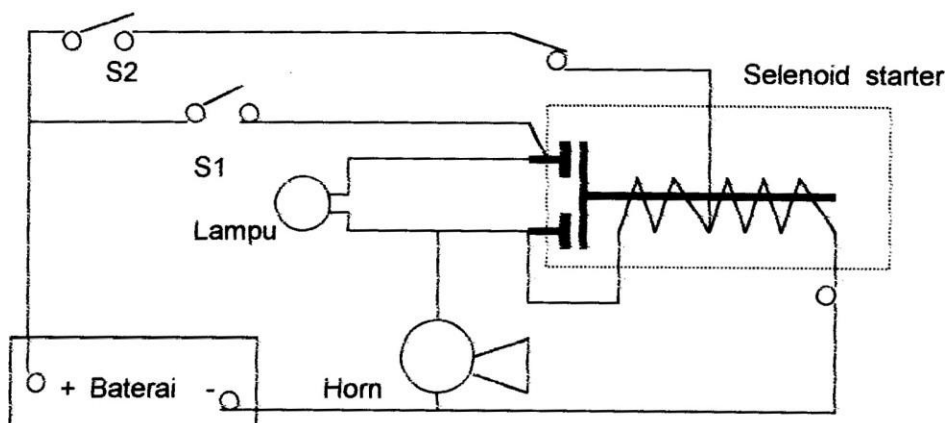 S2
Selenoid starter
S1
Lampu
+ Baterai -
Horn